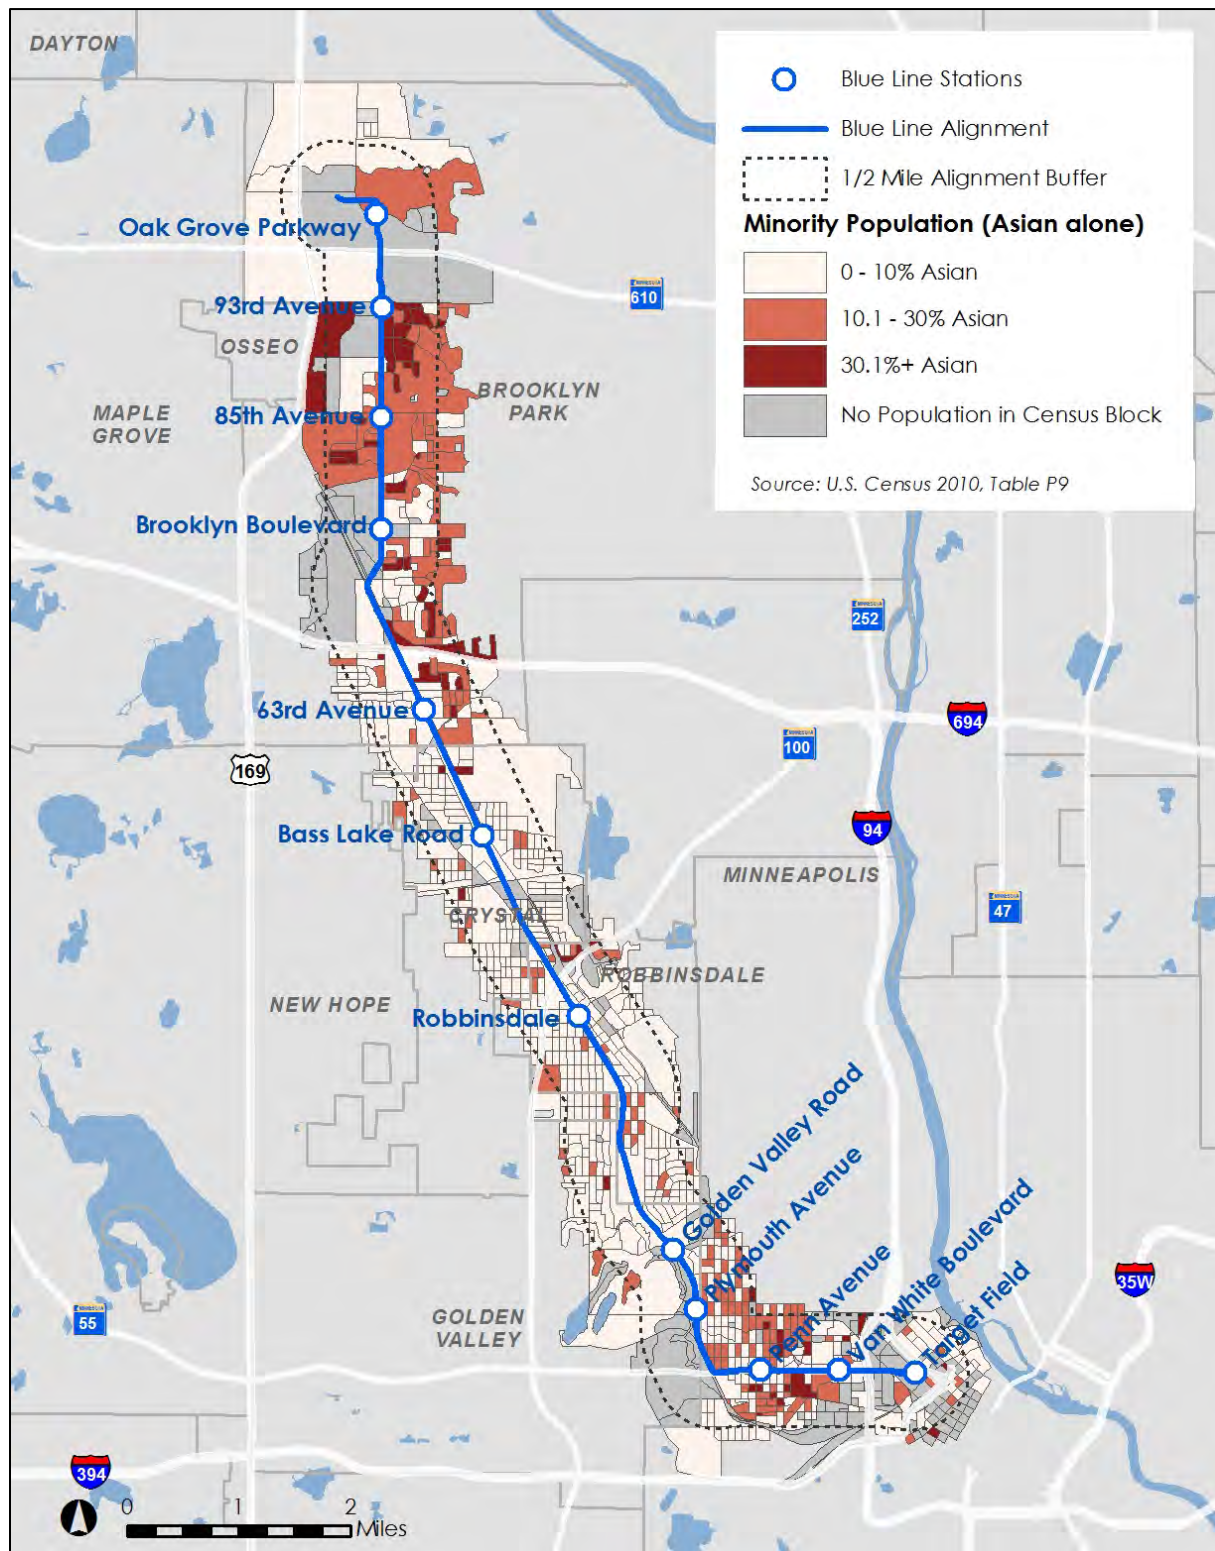 DAYTON
Blue Line Stations
Blue Line Alignment
1/2 Mile Alignment Buffer
Minority Population (Asian alone)
0 - 10% Asian
10.1 - 30% Asian
30.1%+ Asian
No Population in Census Block
Source: U.S. Census 2010, Table P9
Oak Grove Parkway
93rd Avenue
610
OSSEO
BROOKLYN
PARK
MAPLE
GROVE
85th Avenue
Brooklyn Boulevard
252
63rd Avenue
694
100
169
Bass Lake Road
94
MINNEAPOLIS
47
CRYSTAL
ROBBINSDALE
NEW HOPE
Robbinsdale
Golden Valley Road
Plymouth Avenue
Penn Avenue
Van White Boulevard
Target Field
35W
55
GOLDEN
VALLEY
394
0 1 2
Miles